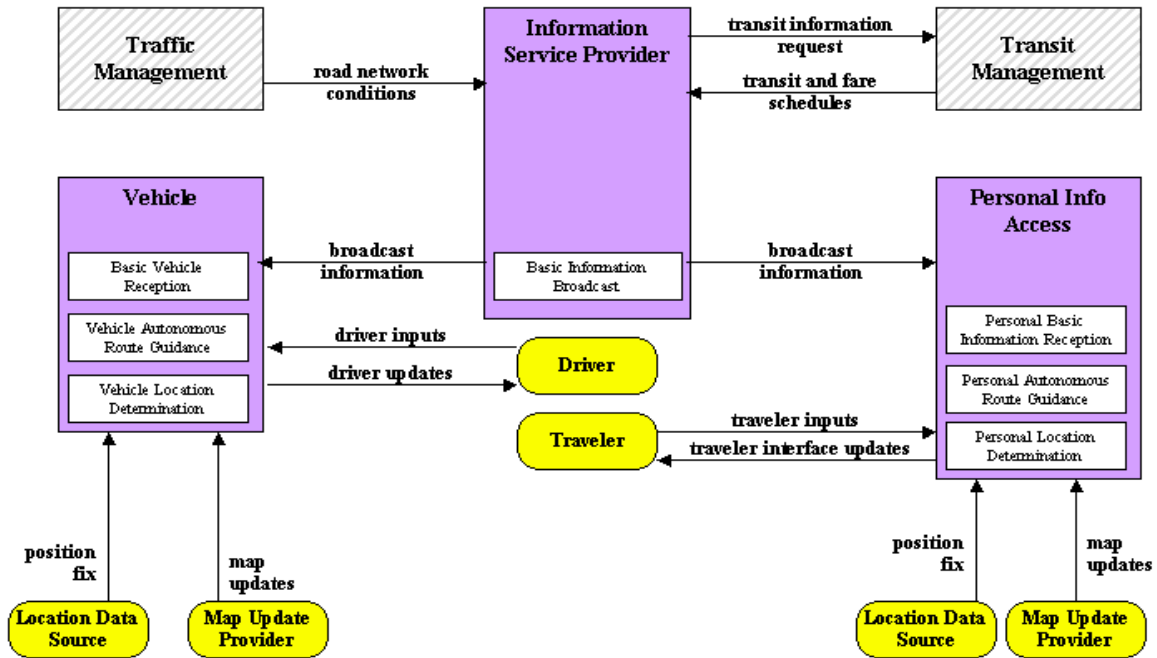 Traffic
Management
road network
conditions
Information
Service Provider
transit information
request
transit and fare
schedules
Transit
Management
Vehicle
Basic Vehicle
Reception
Vehicle Autonomous
Route Guidance
Vehicle Location
Determination
broadcast
information
Basic Information
Broadcast
broadcast
information
Personal Info
Access
Personal Basic
Information Reception
Personal Autonomous
Route Guidance
Personal Location
Determination
driver inputs
driver updates
Driver
Traveler
traveler inputs
traveler interface updates
position
fix
map
updates
position
fix
map
updates
Location Data
Source
Map Update
Provider
Location Data
Source
Map Update
Provider